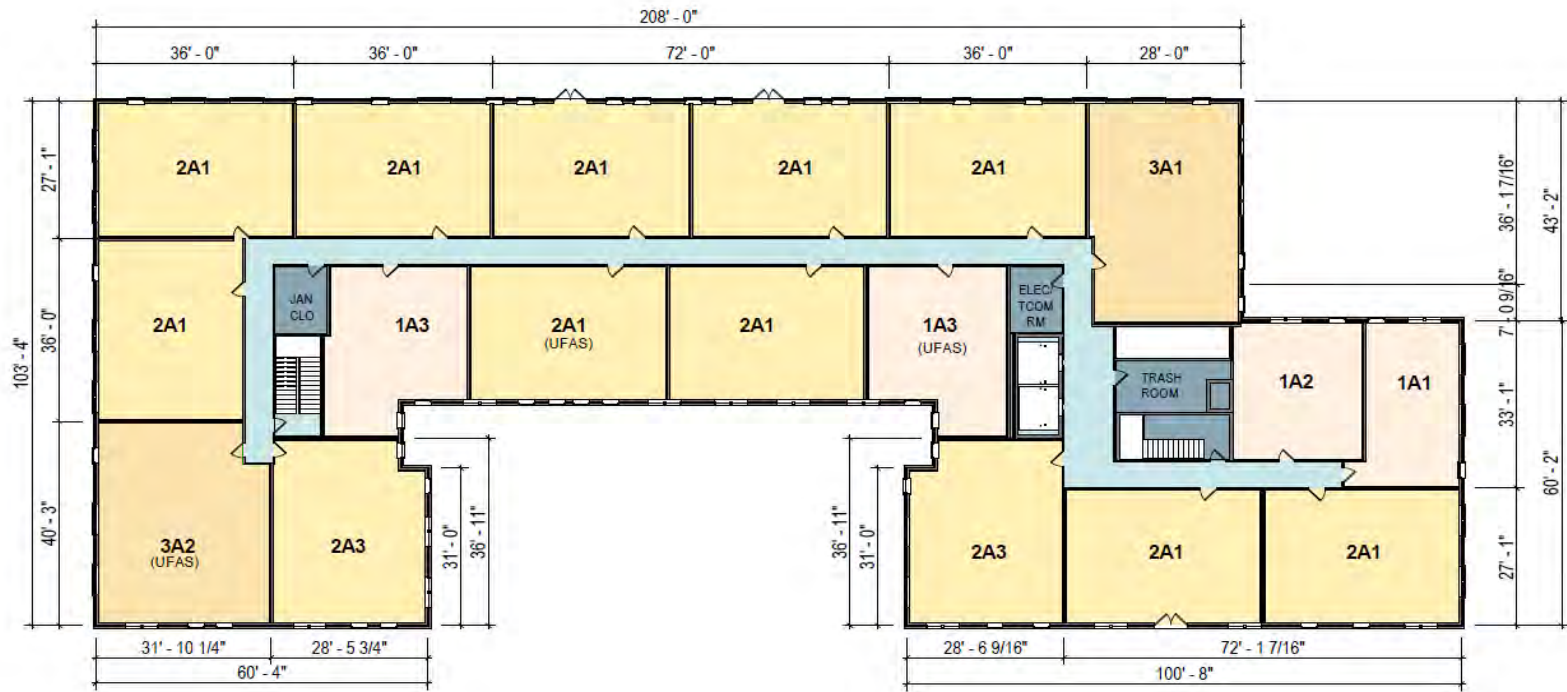 208' - 0"
36' - 0"
36' - 0"
72' - 0"
36' - 0"
28' - 0"
2A1
2A1
2A1
2A1
2A1
3A1
27' - 1"
36' - 0"
40' - 3"
103' - 4"
36' - 1 7/16"
7' - 0 9/16"
43' - 2"
33' - 1"
27' - 1"
60' - 2"
JAN
CLO
ELEC/
TCOM
RM
2A1
1A3
2A1
(UFAS)
2A1
1A3
(UFAS)
TRASH
ROOM
1A2
1A1
3A2
(UFAS)
2A3
31' - 0"
36' - 11"
36' - 11"
31' - 0"
2A3
2A1
2A1
31' - 10 1/4"
28' - 5 3/4"
60' - 4"
28' - 6 9/16"
72' - 1 7/16"
100' - 8"